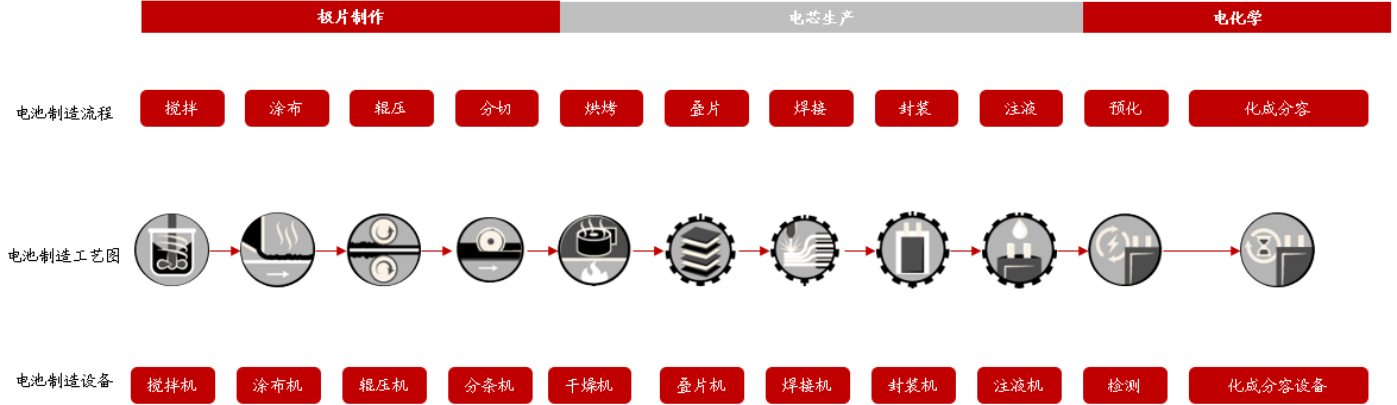 极片制作 电芯生产 电化学
电池制造流程 搅拌 涂布 辊压 分切 烘烤 叠片 焊接 封装 注液 预化 化成分容
电池制造工艺图
电池制造设备 搅拌机 涂布机 辊压机 分条机 干燥机 叠片机 焊接机 封装机 注液机 检测 化成分容设备